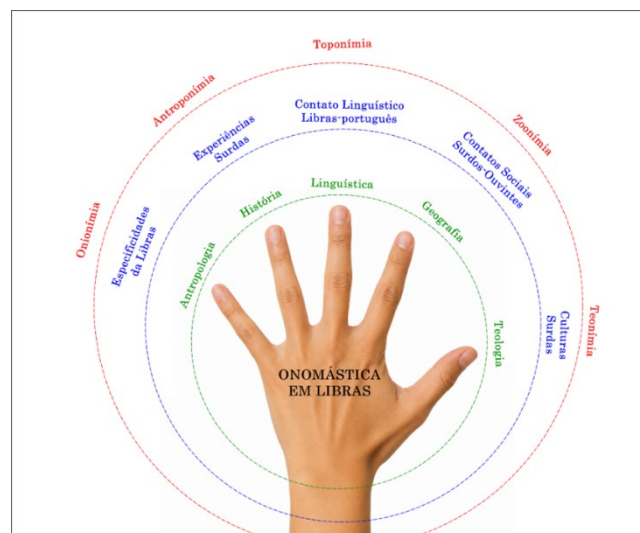 Toponímia
Antroponímia
Zoonímia
Onionímia
Teonímia
Contato Linguístico
Libras-português
Experiências
Surdas
Contatos Sociais
Surdos-Ouvintes
Especificidades
da Libras
Culturas
Surdas
Linguística
História
Geografia
Antropologia
Teologia
ONOMÁSTICA
EM LIBRAS